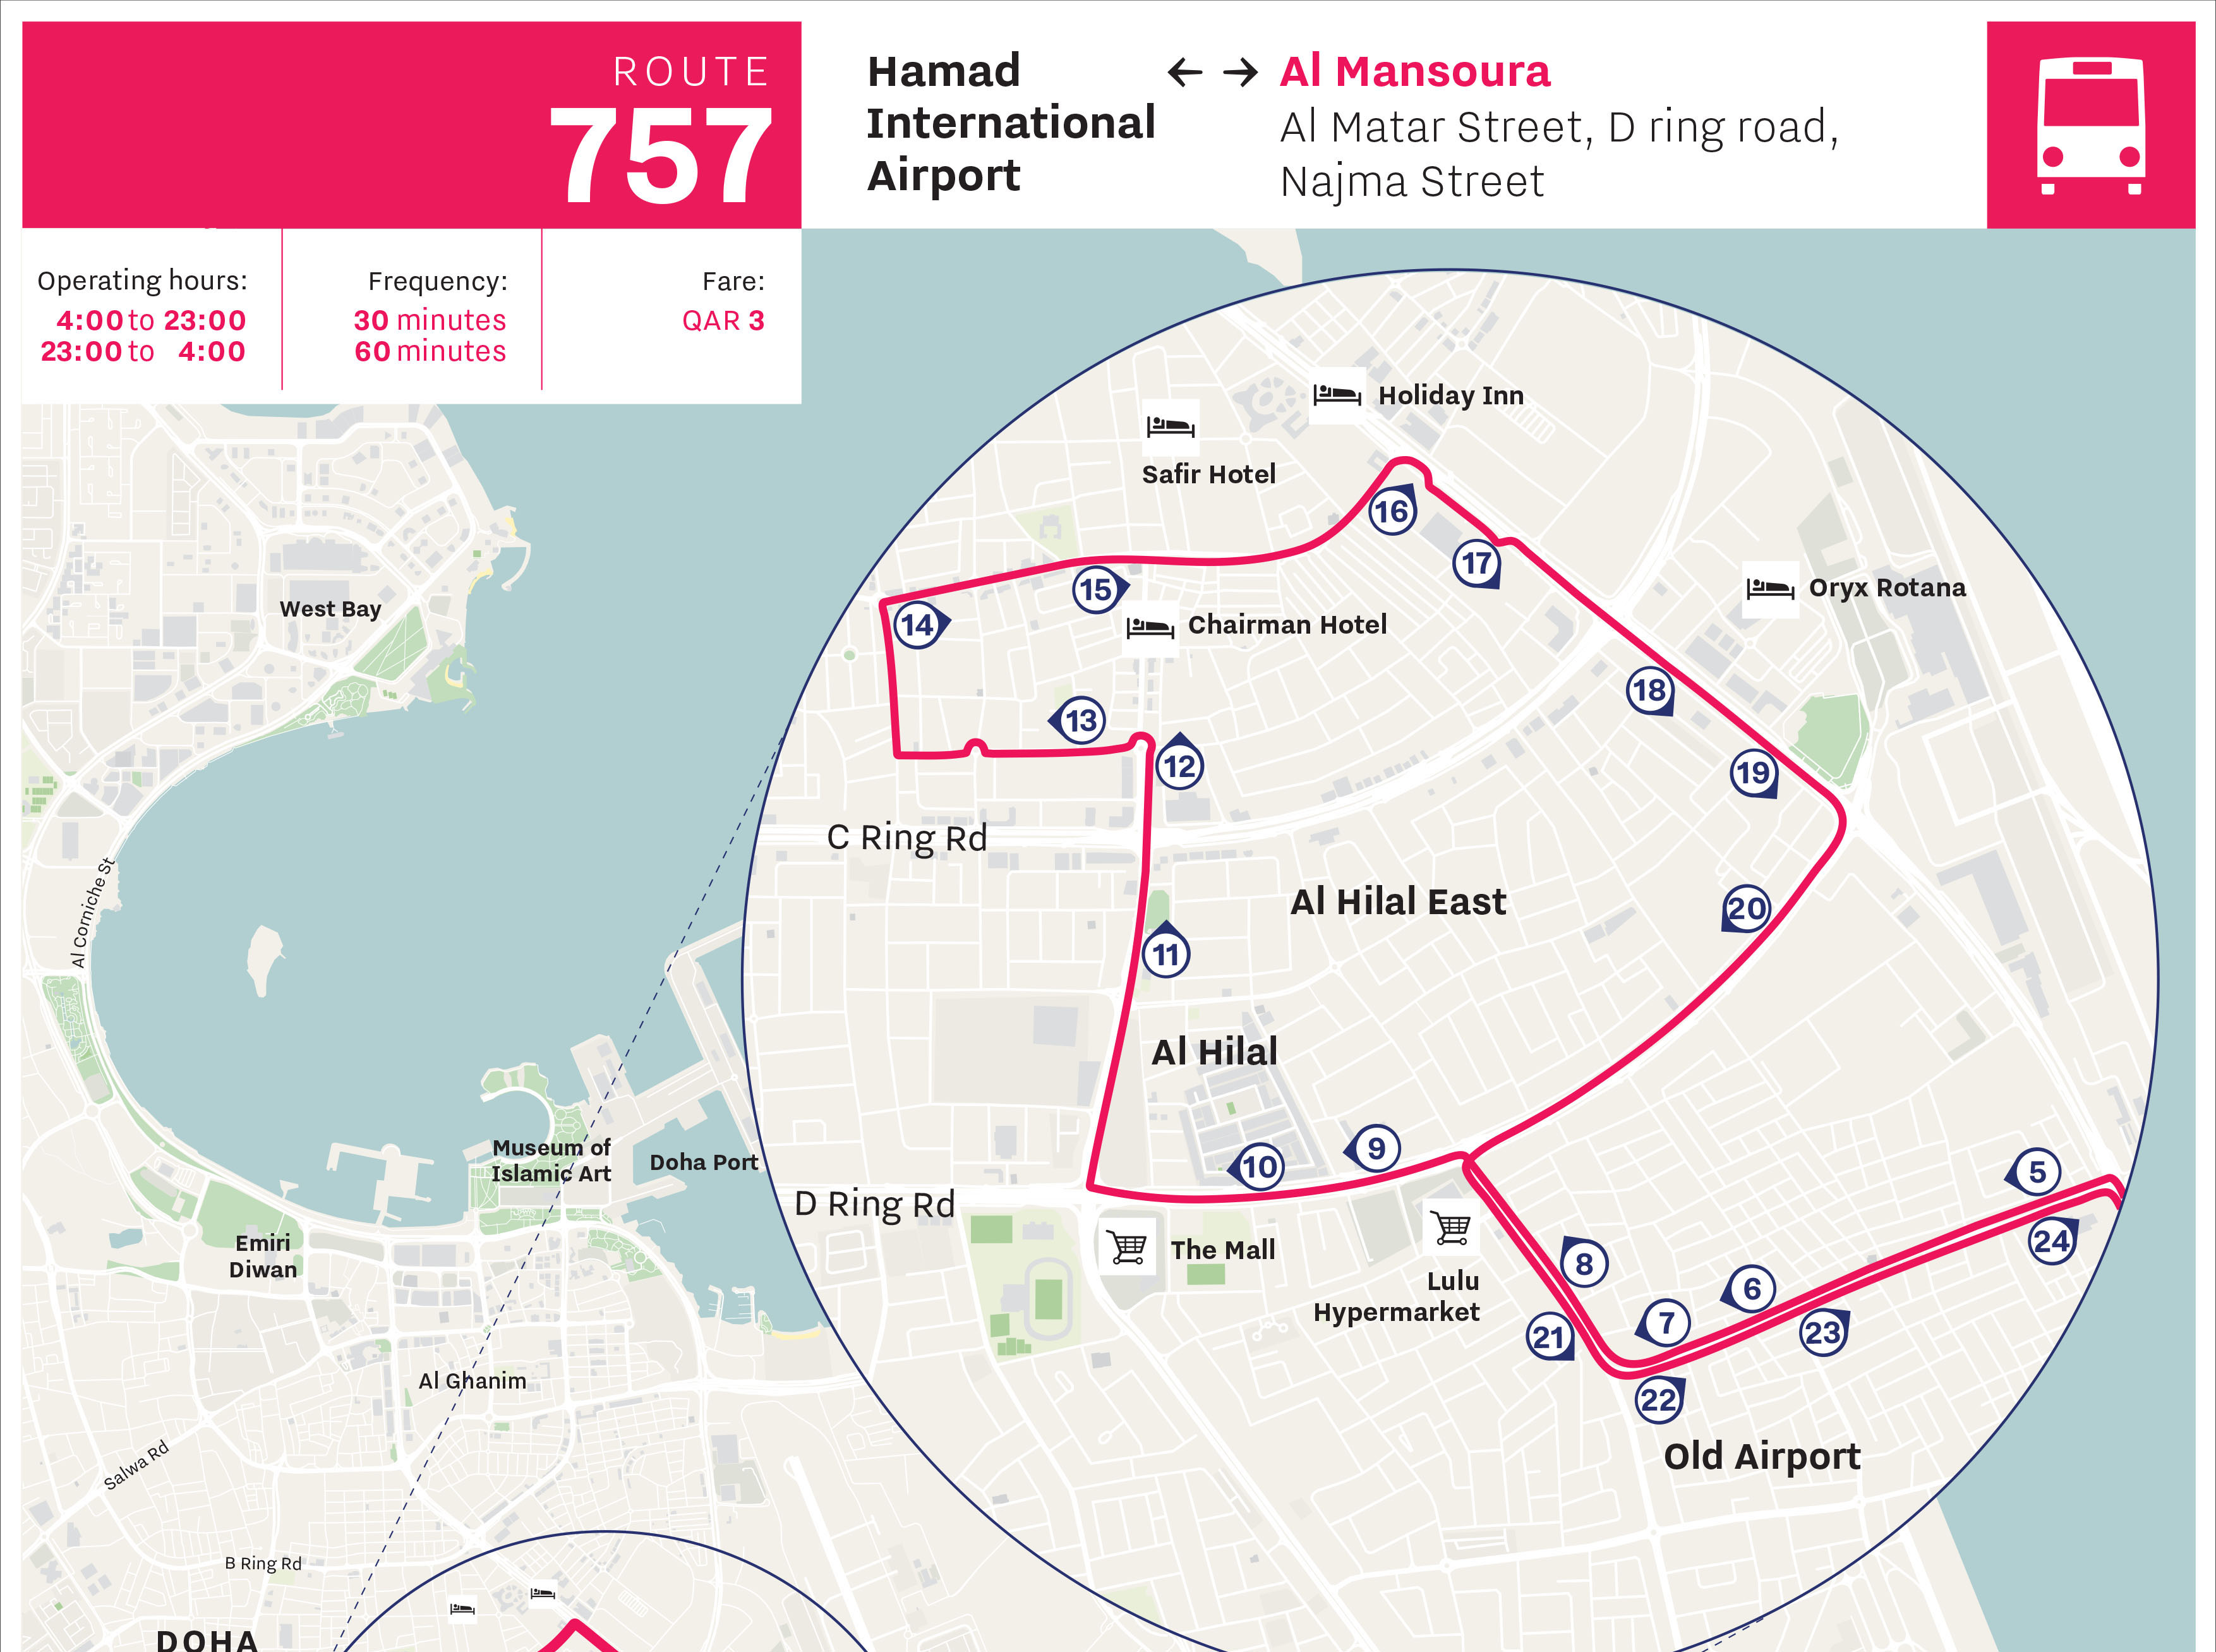 ROUTE
757
Hamad
International
Airport
← → Al Mansoura
Al Matar Street, D ring road,
Najma Street
Operating hours:
4:00 to 23:00
23:00 to 4:00
Frequency:
30 minutes
60 minutes
Fare:
QAR 3
Holiday Inn
Safir Hotel
16
17
15
14
Chairman Hotel
Oryx Rotana
West Bay
18
13
12
19
C Ring Rd
Al Hilal East
20
Al Corniche St
11
Al Hilal
Museum of
Islamic Art
Doha Port
9
10
5
D Ring Rd
24
The Mall
Lulu
Hypermarket
8
6
7
21
23
22
Emiri
Diwan
Al Ghanim
Old Airport
Salwa Rd
B Ring Rd
DOHA